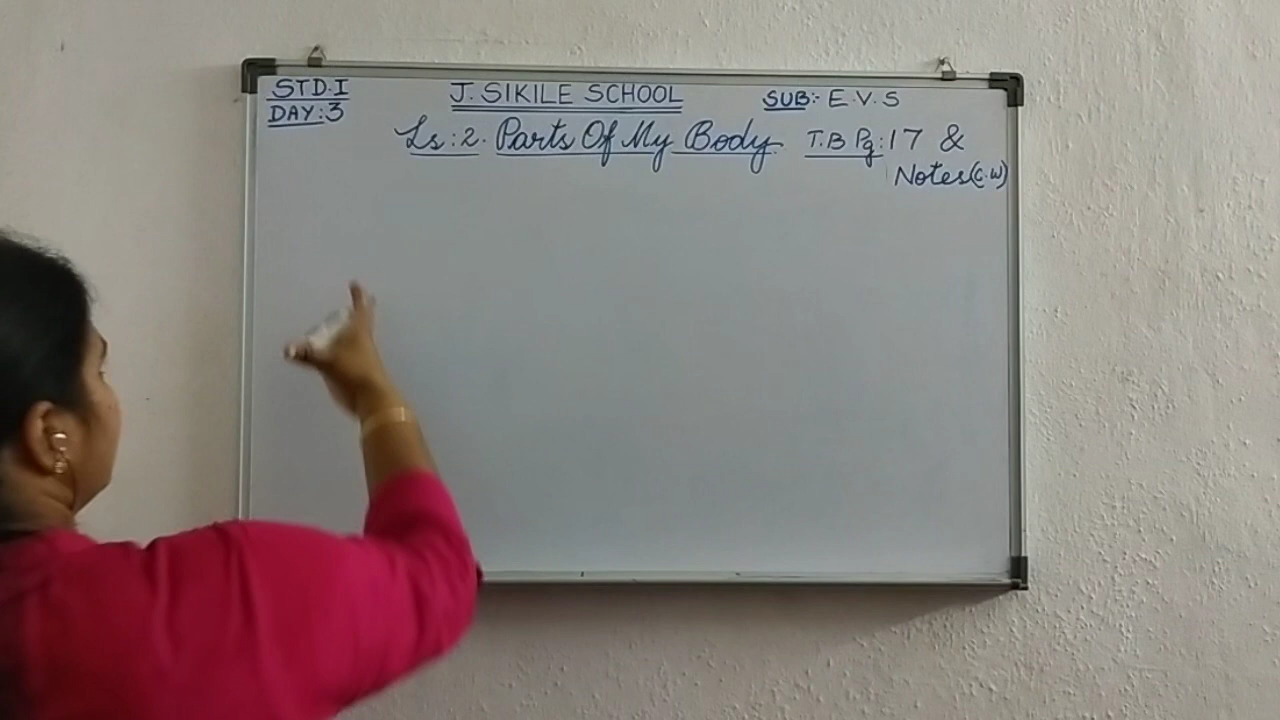 STD.I J. SIKILE SCHOOL SUB:- E.V.S
DAY:3
Ls:2. Parts Of My Body T.B Pg:17 &
Notes(C.W)